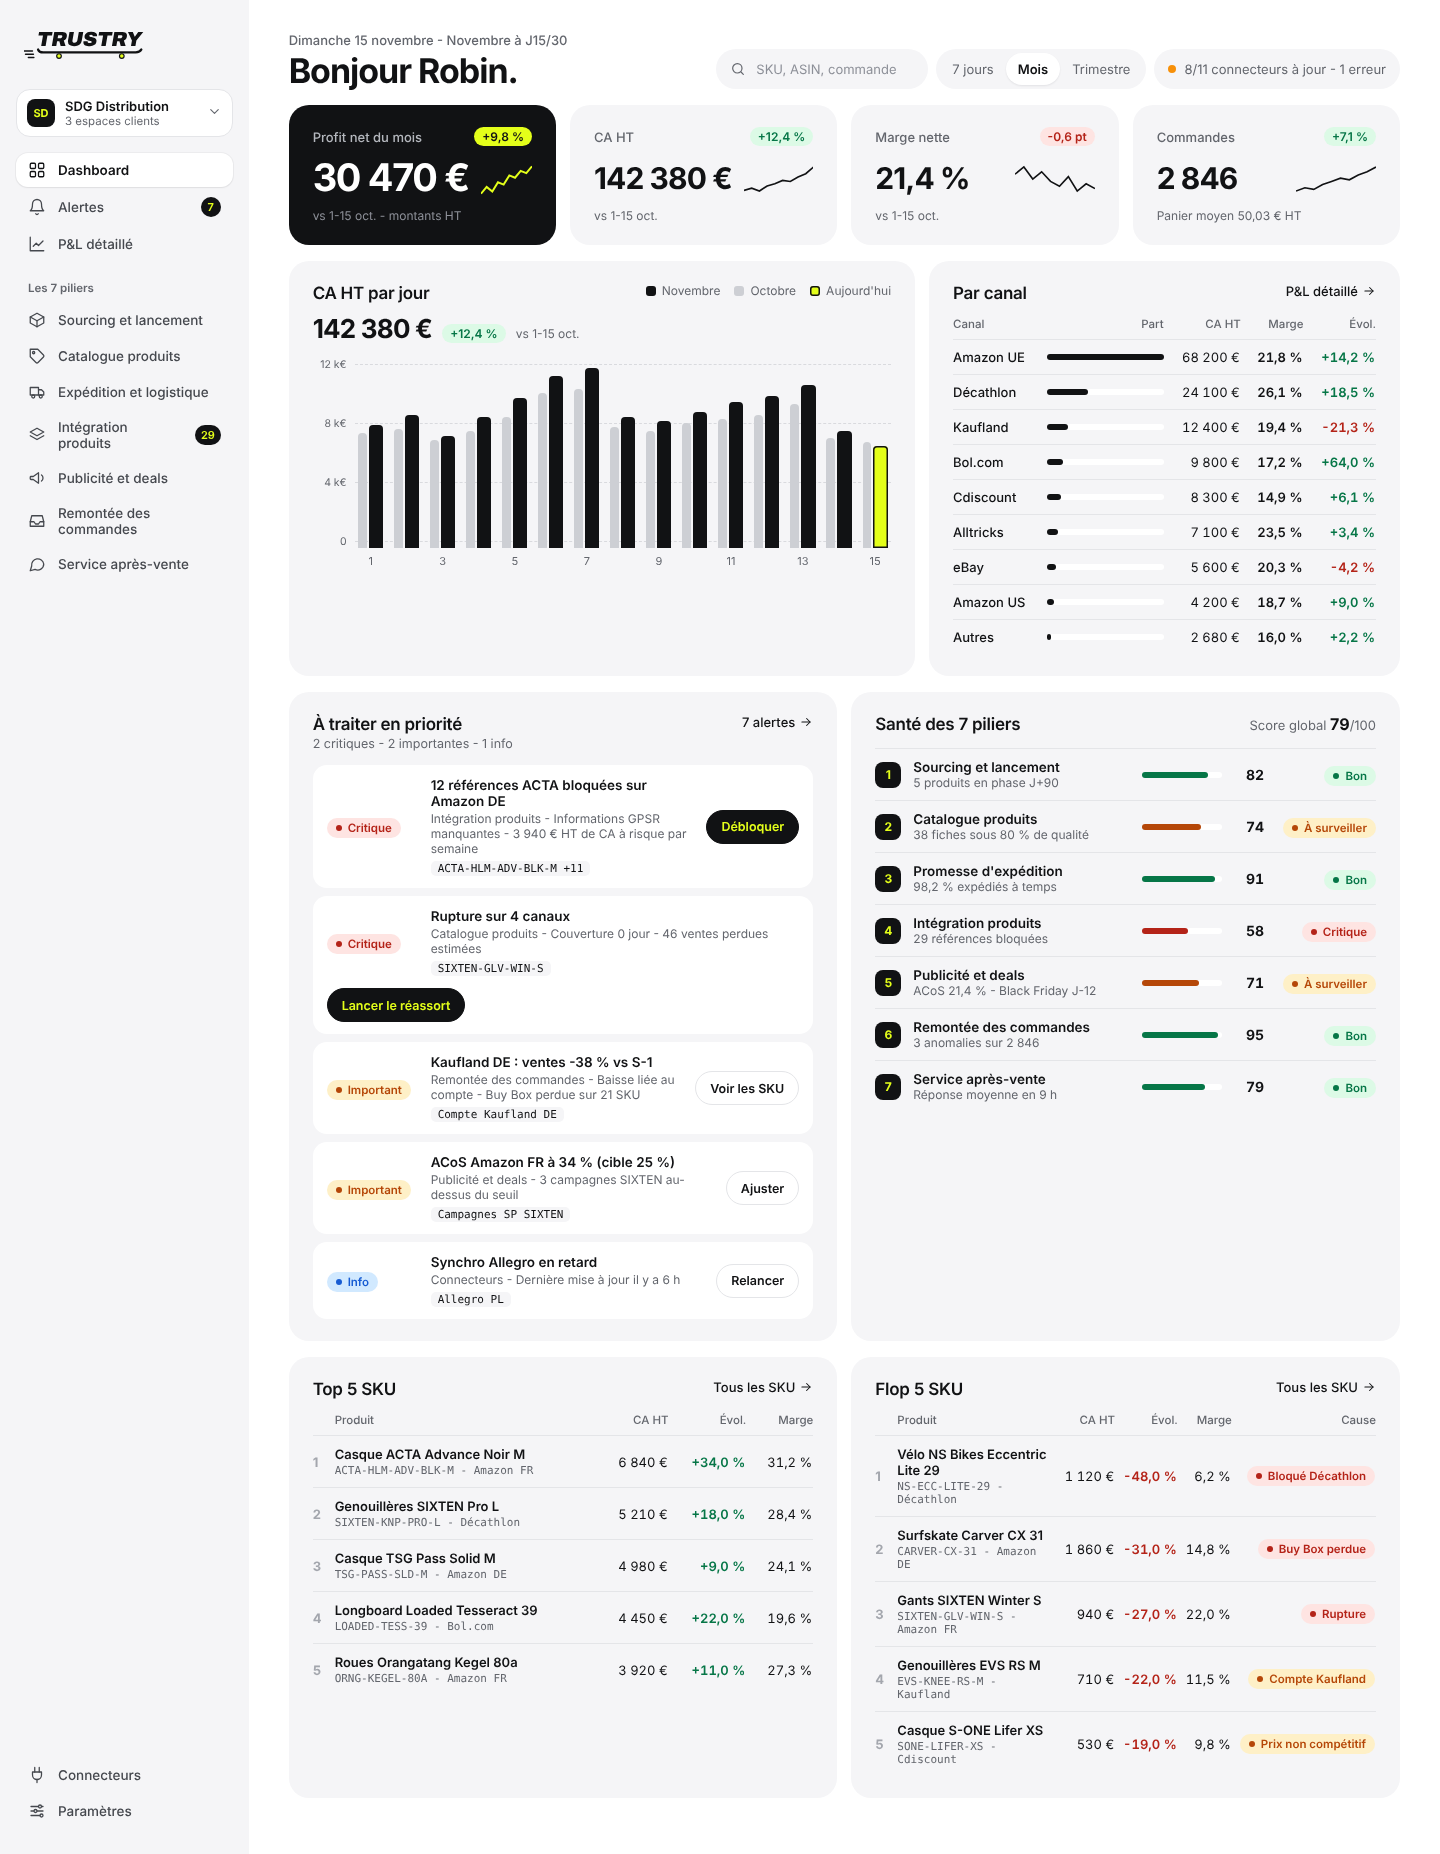 TRUSTRY
SD
SDG Distribution
3 espaces clients
Dashboard
Alertes
7
P&L détaillé
Les 7 piliers
Sourcing et lancement
Catalogue produits
Expédition et logistique
Intégration
produits
29
Publicité et deals
Remontée des
commandes
Service après-vente
Connecteurs
Paramètres
Dimanche 15 novembre - Novembre à J15/30
Bonjour Robin.
SKU, ASIN, commande
7 jours Mois Trimestre
8/11 connecteurs à jour - 1 erreur
Profit net du mois +9,8 %
30 470 €
vs 1-15 oct. - montants HT
CA HT +12,4 %
142 380 €
vs 1-15 oct.
Marge nette -0,6 pt
21,4 %
vs 1-15 oct.
Commandes +7,1 %
2 846
Panier moyen 50,03 € HT
CA HT par jour
Novembre Octobre Aujourd'hui
142 380 € +12,4 % vs 1-15 oct.
12 k€
8 k€
4 k€
0
1 3 5 7 9 11 13 15
Par canal
P&L détaillé →
Canal Part CA HT Marge Évol.
Amazon UE 68 200 € 21,8 % +14,2 %
Décathlon 24 100 € 26,1 % +18,5 %
Kaufland 12 400 € 19,4 % -21,3 %
Bol.com 9 800 € 17,2 % +64,0 %
Cdiscount 8 300 € 14,9 % +6,1 %
Alltricks 7 100 € 23,5 % +3,4 %
eBay 5 600 € 20,3 % -4,2 %
Amazon US 4 200 € 18,7 % +9,0 %
Autres 2 680 € 16,0 % +2,2 %
À traiter en priorité
7 alertes →
2 critiques - 2 importantes - 1 info
Critique
12 références ACTA bloquées sur
Amazon DE
Intégration produits - Informations GPSR
manquantes - 3 940 € HT de CA à risque par
semaine
ACTA-HLM-ADV-BLK-M +11
Débloquer
Critique
Rupture sur 4 canaux
Catalogue produits - Couverture 0 jour - 46 ventes perdues
estimées
SIXTEN-GLV-WIN-S
Lancer le réassort
Important
Kaufland DE : ventes -38 % vs S-1
Remontée des commandes - Baisse liée au
compte - Buy Box perdue sur 21 SKU
Compte Kaufland DE
Voir les SKU
Important
ACoS Amazon FR à 34 % (cible 25 %)
Publicité et deals - 3 campagnes SIXTEN au-
dessus du seuil
Campagnes SP SIXTEN
Ajuster
Info
Synchro Allegro en retard
Connecteurs - Dernière mise à jour il y a 6 h
Allegro PL
Relancer
Santé des 7 piliers
Score global 79/100
1 Sourcing et lancement 82 Bon
5 produits en phase J+90
2 Catalogue produits 74 À surveiller
38 fiches sous 80 % de qualité
3 Promesse d'expédition 91 Bon
98,2 % expédiés à temps
4 Intégration produits 58 Critique
29 références bloquées
5 Publicité et deals 71 À surveiller
ACoS 21,4 % - Black Friday J-12
6 Remontée des commandes 95 Bon
3 anomalies sur 2 846
7 Service après-vente 79 Bon
Réponse moyenne en 9 h
Top 5 SKU
Tous les SKU →
Produit CA HT Évol. Marge
1 Casque ACTA Advance Noir M 6 840 € +34,0 % 31,2 %
ACTA-HLM-ADV-BLK-M - Amazon FR
2 Genouillères SIXTEN Pro L 5 210 € +18,0 % 28,4 %
SIXTEN-KNP-PRO-L - Décathlon
3 Casque TSG Pass Solid M 4 980 € +9,0 % 24,1 %
TSG-PASS-SLD-M - Amazon DE
4 Longboard Loaded Tesseract 39 4 450 € +22,0 % 19,6 %
LOADED-TESS-39 - Bol.com
5 Roues Orangatang Kegel 80a 3 920 € +11,0 % 27,3 %
ORNG-KEGEL-80A - Amazon FR
Flop 5 SKU
Tous les SKU →
Produit CA HT Évol. Marge Cause
Vélo NS Bikes Eccentric
Lite 29
1 1 120 € -48,0 % 6,2 % Bloqué Décathlon
NS-ECC-LITE-29 -
Décathlon
Surfskate Carver CX 31
2 1 860 € -31,0 % 14,8 % Buy Box perdue
CARVER-CX-31 - Amazon
DE
Gants SIXTEN Winter S
3 940 € -27,0 % 22,0 % Rupture
SIXTEN-GLV-WIN-S -
Amazon FR
Genouillères EVS RS M
4 710 € -22,0 % 11,5 % Compte Kaufland
EVS-KNEE-RS-M -
Kaufland
Casque S-ONE Lifer XS
5 530 € -19,0 % 9,8 % Prix non compétitif
SONE-LIFER-XS -
Cdiscount